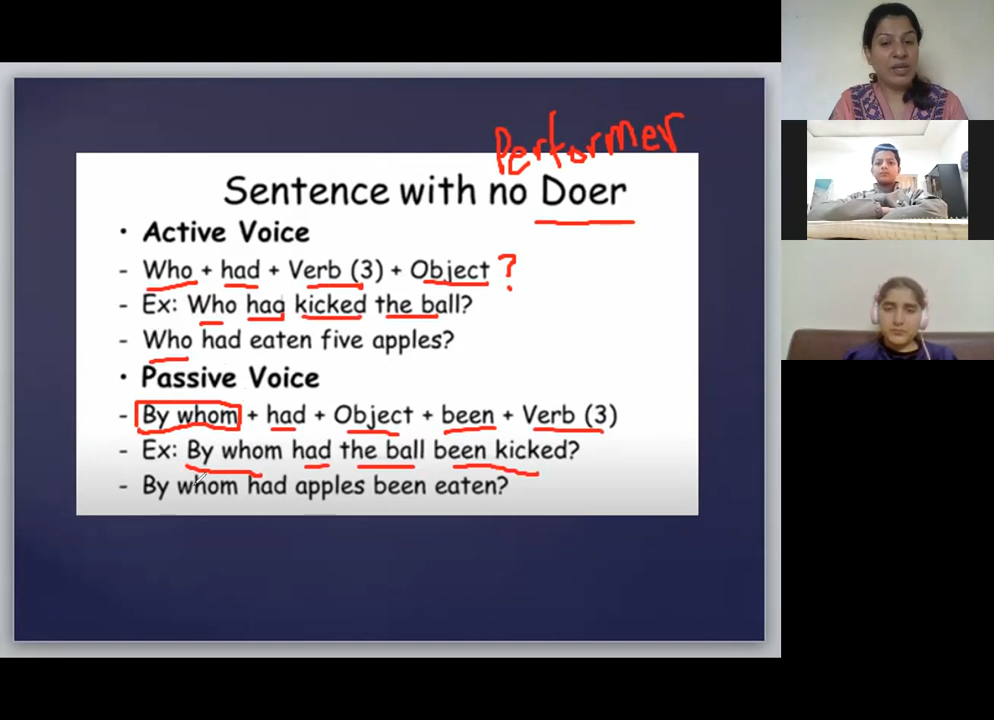 Performer
Sentence with no Doer
• Active Voice
- Who + had + Verb (3) + Object ?
- Ex: Who had kicked the ball?
- Who had eaten five apples?
• Passive Voice
- By whom + had + Object + been + Verb (3)
- Ex: By whom had the ball been kicked?
- By whom had apples been eaten?